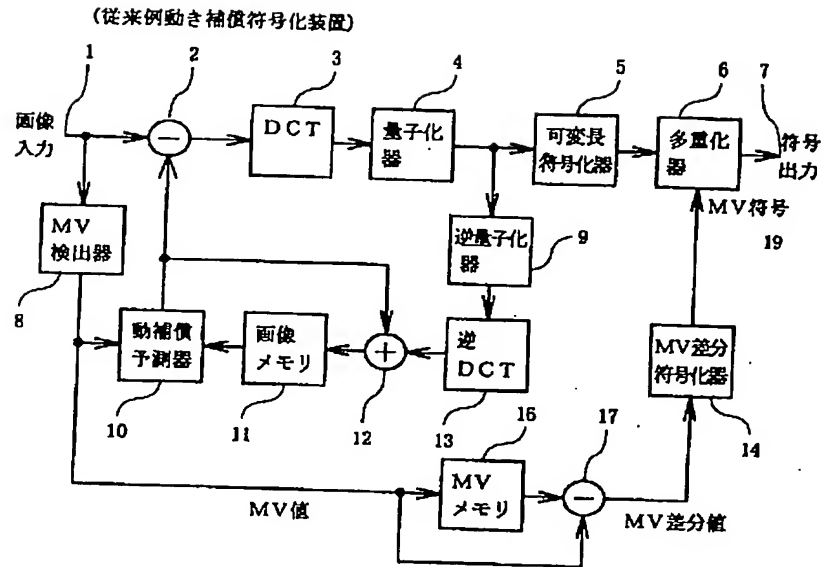 (従来例動き補償符号化装置)
1
2
3
4
5
6
7
画像
入力
DCT
量子化
器
可変長
符号化器
多重化
器
符号
出力
MV符号
19
MV
検出器
8
逆量子化
器
9
動補償
予測器
10
画像
メモリ
11
12
逆
DCT
13
MV差分
符号化器
14
16
17
MV
メモリ
MV値
MV差分値